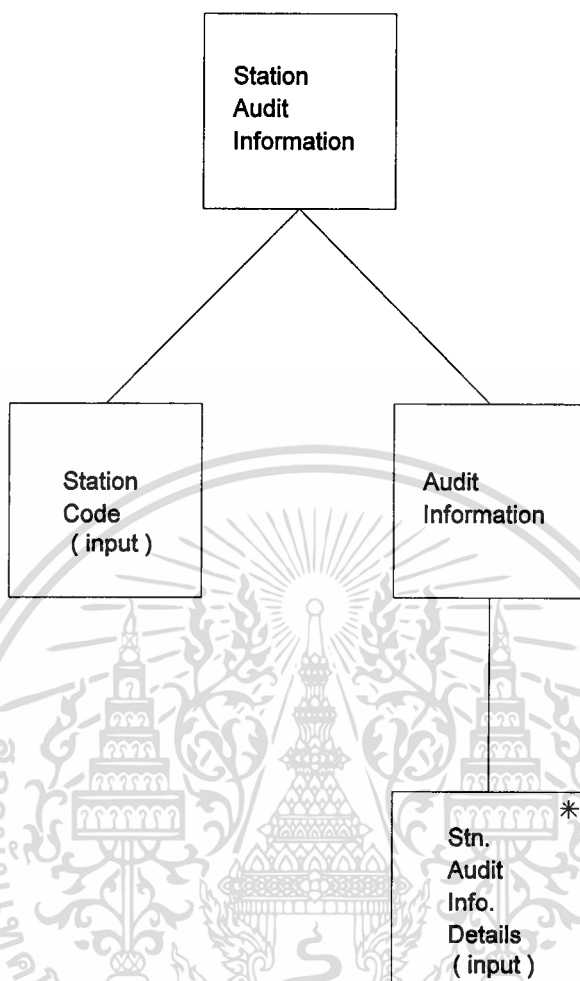 Station
Audit
Information
Station
Code
( input )
Audit
Information
*
Stn.
Audit
Info.
Details
( input )